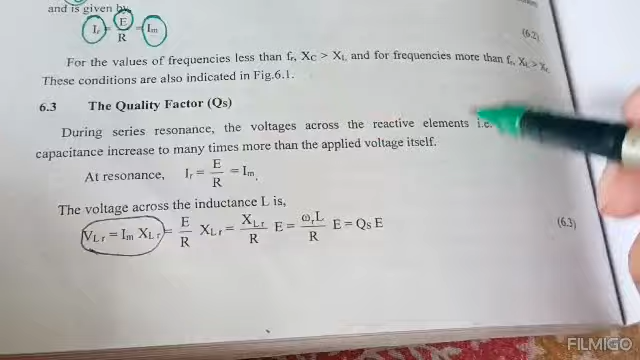 and is given by
Ir = E/R = Im (6.2)
For the values of frequencies less than fr, XC > XL and for frequencies more than fr, XL > XC.
These conditions are also indicated in Fig.6.1.
6.3 The Quality Factor (Qs)
During series resonance, the voltages across the reactive elements i.e.
capacitance increase to many times more than the applied voltage itself.
At resonance, Ir = E/R = Im.
The voltage across the inductance L is,
VLr = Im XLr = E/R XLr = XLr/R E = ωrL/R E = Qs E (6.3)
FILMIGO